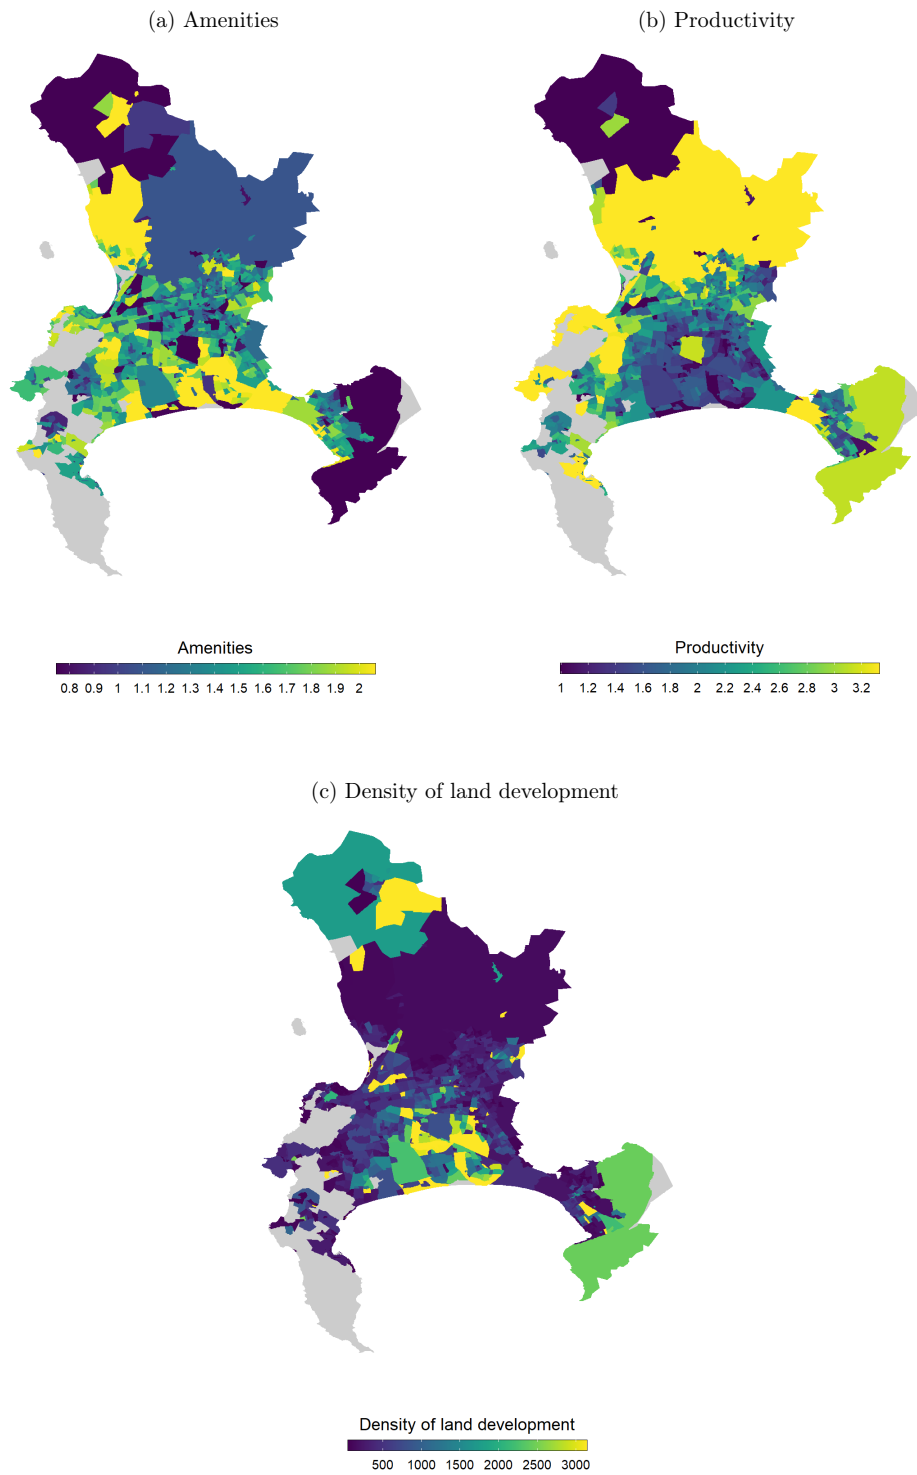 (a) Amenities
(b) Productivity
Amenities
0.8 0.9 1 1.1 1.2 1.3 1.4 1.5 1.6 1.7 1.8 1.9 2
Productivity
1 1.2 1.4 1.6 1.8 2 2.2 2.4 2.6 2.8 3 3.2
(c) Density of land development
Density of land development
500 1000 1500 2000 2500 3000